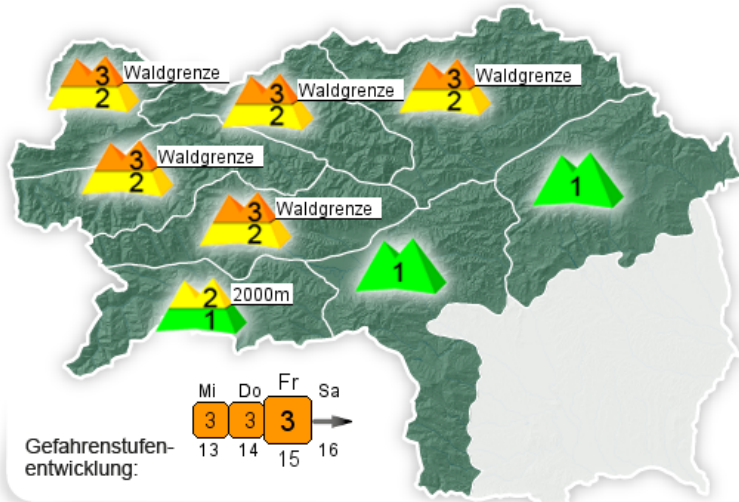 3 Waldgrenze
2
3 Waldgrenze
2
3 Waldgrenze
2
3 Waldgrenze
2
1
3 Waldgrenze
2
1
2 2000m
1
Mi Do Fr Sa
3 3 3
13 14 15 16
Gefahrenstufen-
entwicklung: